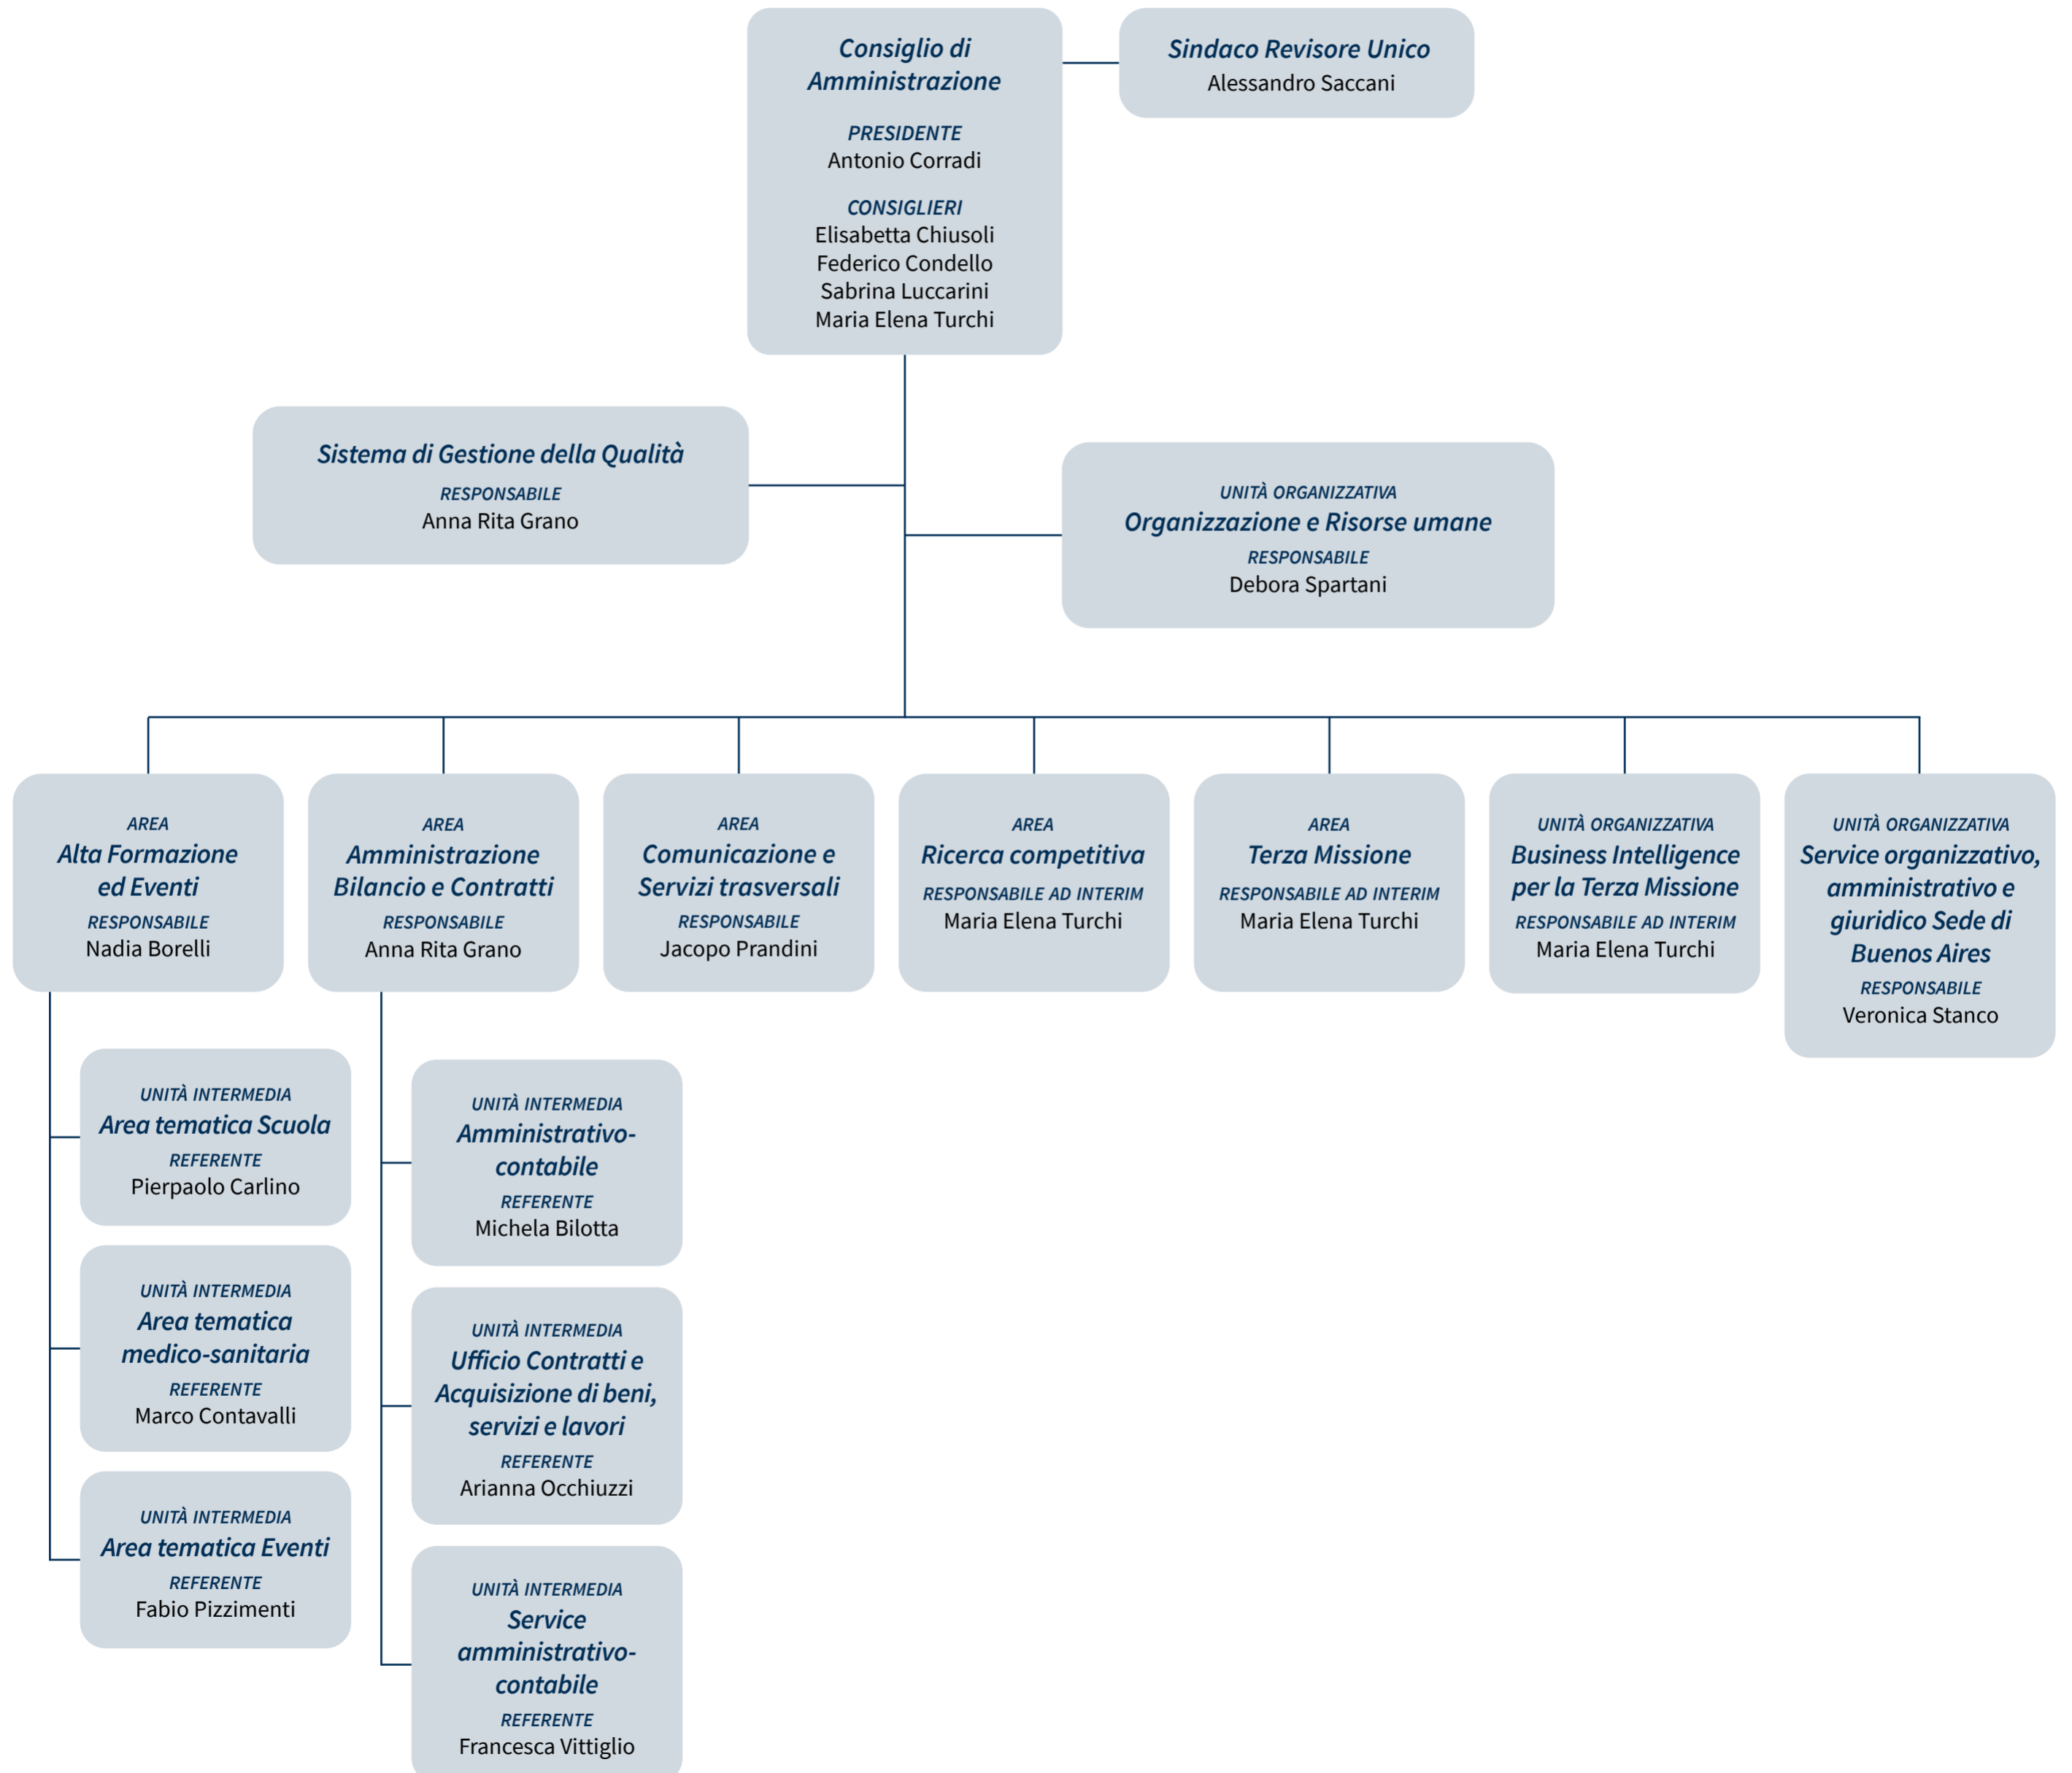 Consiglio di
Amministrazione
PRESIDENTE
Antonio Corradi
CONSIGLIERI
Elisabetta Chiusoli
Federico Condello
Sabrina Luccarini
Maria Elena Turchi
Sindaco Revisore Unico
Alessandro Saccani
Sistema di Gestione della Qualità
RESPONSABILE
Anna Rita Grano
UNITÀ ORGANIZZATIVA
Organizzazione e Risorse umane
RESPONSABILE
Debora Spartani
AREA
Alta Formazione
ed Eventi
RESPONSABILE
Nadia Borelli
AREA
Amministrazione
Bilancio e Contratti
RESPONSABILE
Anna Rita Grano
AREA
Comunicazione e
Servizi trasversali
RESPONSABILE
Jacopo Prandini
AREA
Ricerca competitiva
RESPONSABILE AD INTERIM
Maria Elena Turchi
AREA
Terza Missione
RESPONSABILE AD INTERIM
Maria Elena Turchi
UNITÀ ORGANIZZATIVA
Business Intelligence
per la Terza Missione
RESPONSABILE AD INTERIM
Maria Elena Turchi
UNITÀ ORGANIZZATIVA
Service organizzativo,
amministrativo e
giuridico Sede di
Buenos Aires
RESPONSABILE
Veronica Stanco
UNITÀ INTERMEDIA
Area tematica Scuola
REFERENTE
Pierpaolo Carlino
UNITÀ INTERMEDIA
Area tematica
medico-sanitaria
REFERENTE
Marco Contavalli
UNITÀ INTERMEDIA
Area tematica Eventi
REFERENTE
Fabio Pizzimenti
UNITÀ INTERMEDIA
Amministrativo-
contabile
REFERENTE
Michela Bilotta
UNITÀ INTERMEDIA
Ufficio Contratti e
Acquisizione di beni,
servizi e lavori
REFERENTE
Arianna Occhiuzzi
UNITÀ INTERMEDIA
Service
amministrativo-
contabile
REFERENTE
Francesca Vittiglio